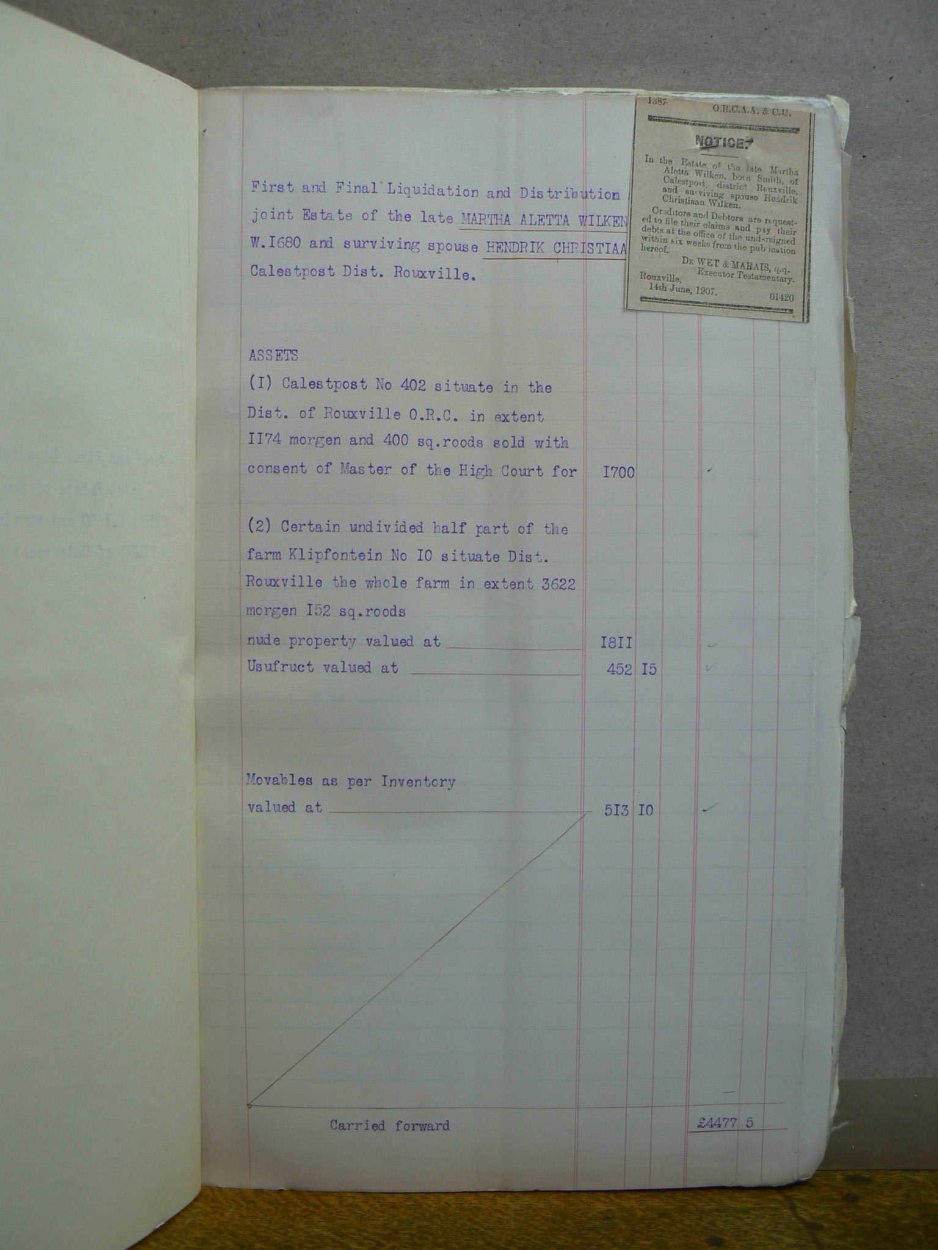 1387
O.R.C.A.A. & C.U.
NOTICE.
In the Estate of the late Martha
Aletta Wilken, born Smith, of
Calestport, district Rouxville,
and surviving spouse Hendrik
Christiaan Wilken.
Creditors and Debtors are request-
ed to file their claims and pay their
debts at the office of the undersigned
within six weeks from the publication
hereof.
DE WET & MARAIS, q.q.
Executor Testamentary.
Rouxville,
14th June, 1907. 01420
First and Final Liquidation and Distribution
joint Estate of the late MARTHA ALETTA WILKEN
W.I680 and surviving spouse HENDRIK CHRISTIAA
Calestpost Dist. Rouxville.
ASSETS
(I) Calestpost No 402 situate in the
Dist. of Rouxville O.R.C. in extent
II74 morgen and 400 sq.roods sold with
consent of Master of the High Court for I700
(2) Certain undivided half part of the
farm Klipfontein No IO situate Dist.
Rouxville the whole farm in extent 3622
morgen I52 sq.roods
nude property valued at I8II
Usufruct valued at 452 I5
Movables as per Inventory
valued at 5I3 IO
Carried forward £4477 5